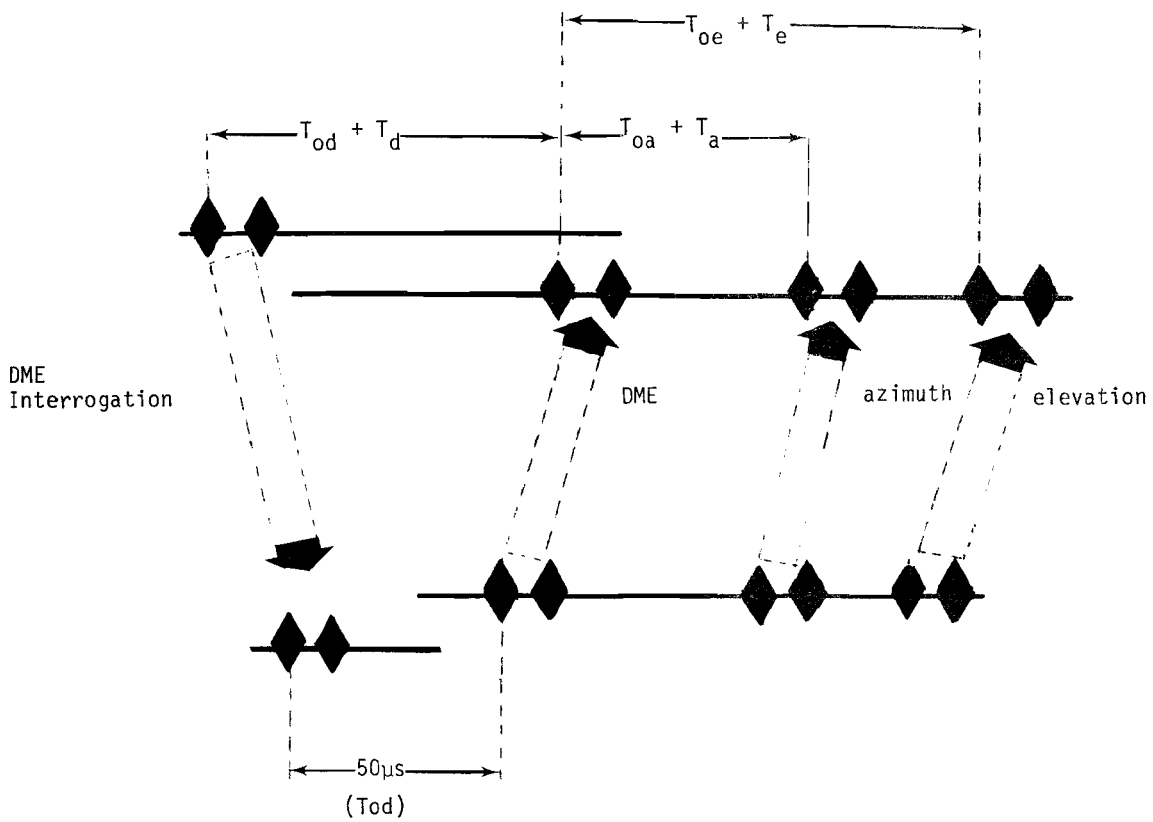 T_oe + T_e
T_od + T_d
T_oa + T_a
DME
Interrogation
DME
azimuth
elevation
50μs
(Tod)